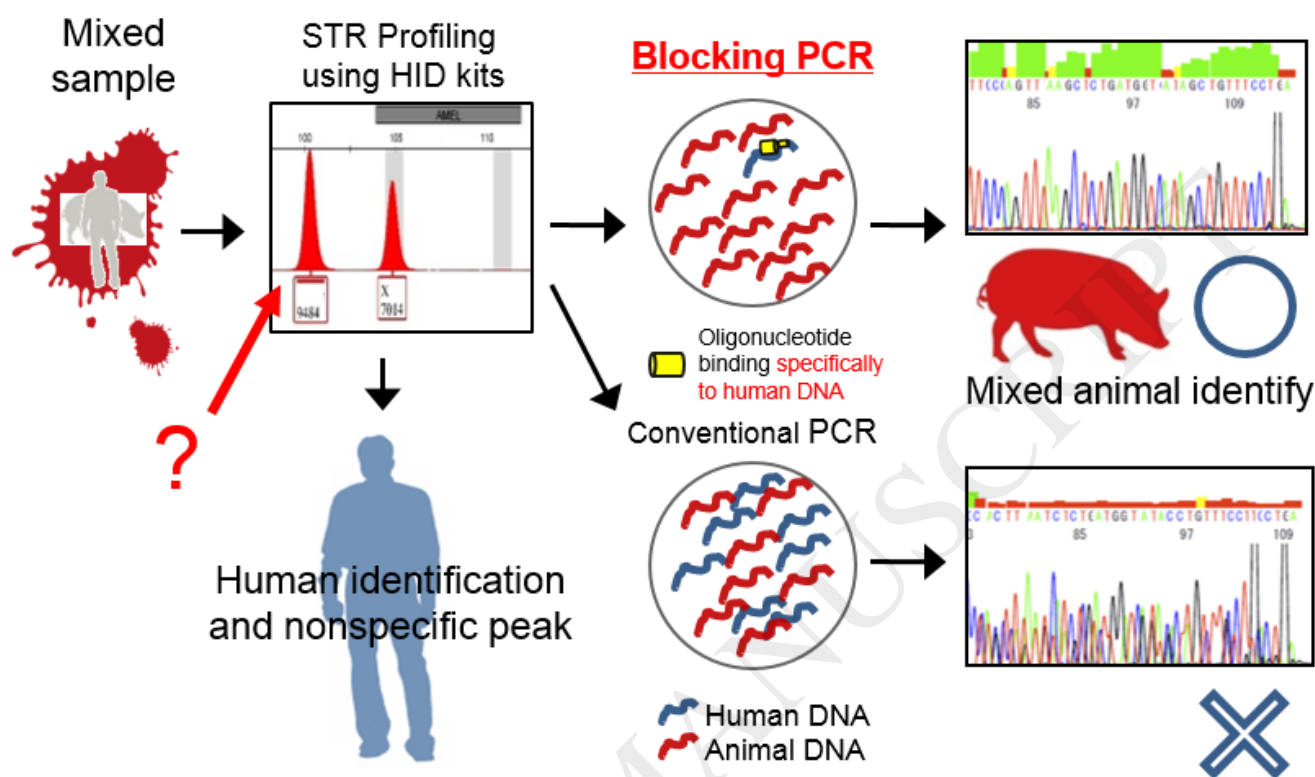 Mixed
sample
STR Profiling
using HID kits
AMEL
100 105 110
9484
X
7014
?
Human identification
and nonspecific peak
Blocking PCR
Oligonucleotide
binding specifically
to human DNA
Conventional PCR
Human DNA
Animal DNA
85 97 109
Mixed animal identify
85 97 109
MANUSCRIPT